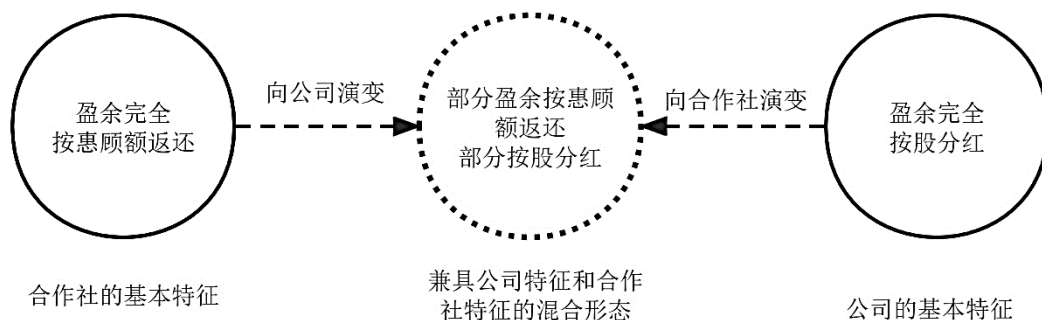 盈余完全
按惠顾额返还
向公司演变
部分盈余按惠顾
额返还
部分按股分红
向合作社演变
盈余完全
按股分红
合作社的基本特征
兼具公司特征和合作
社特征的混合形态
公司的基本特征